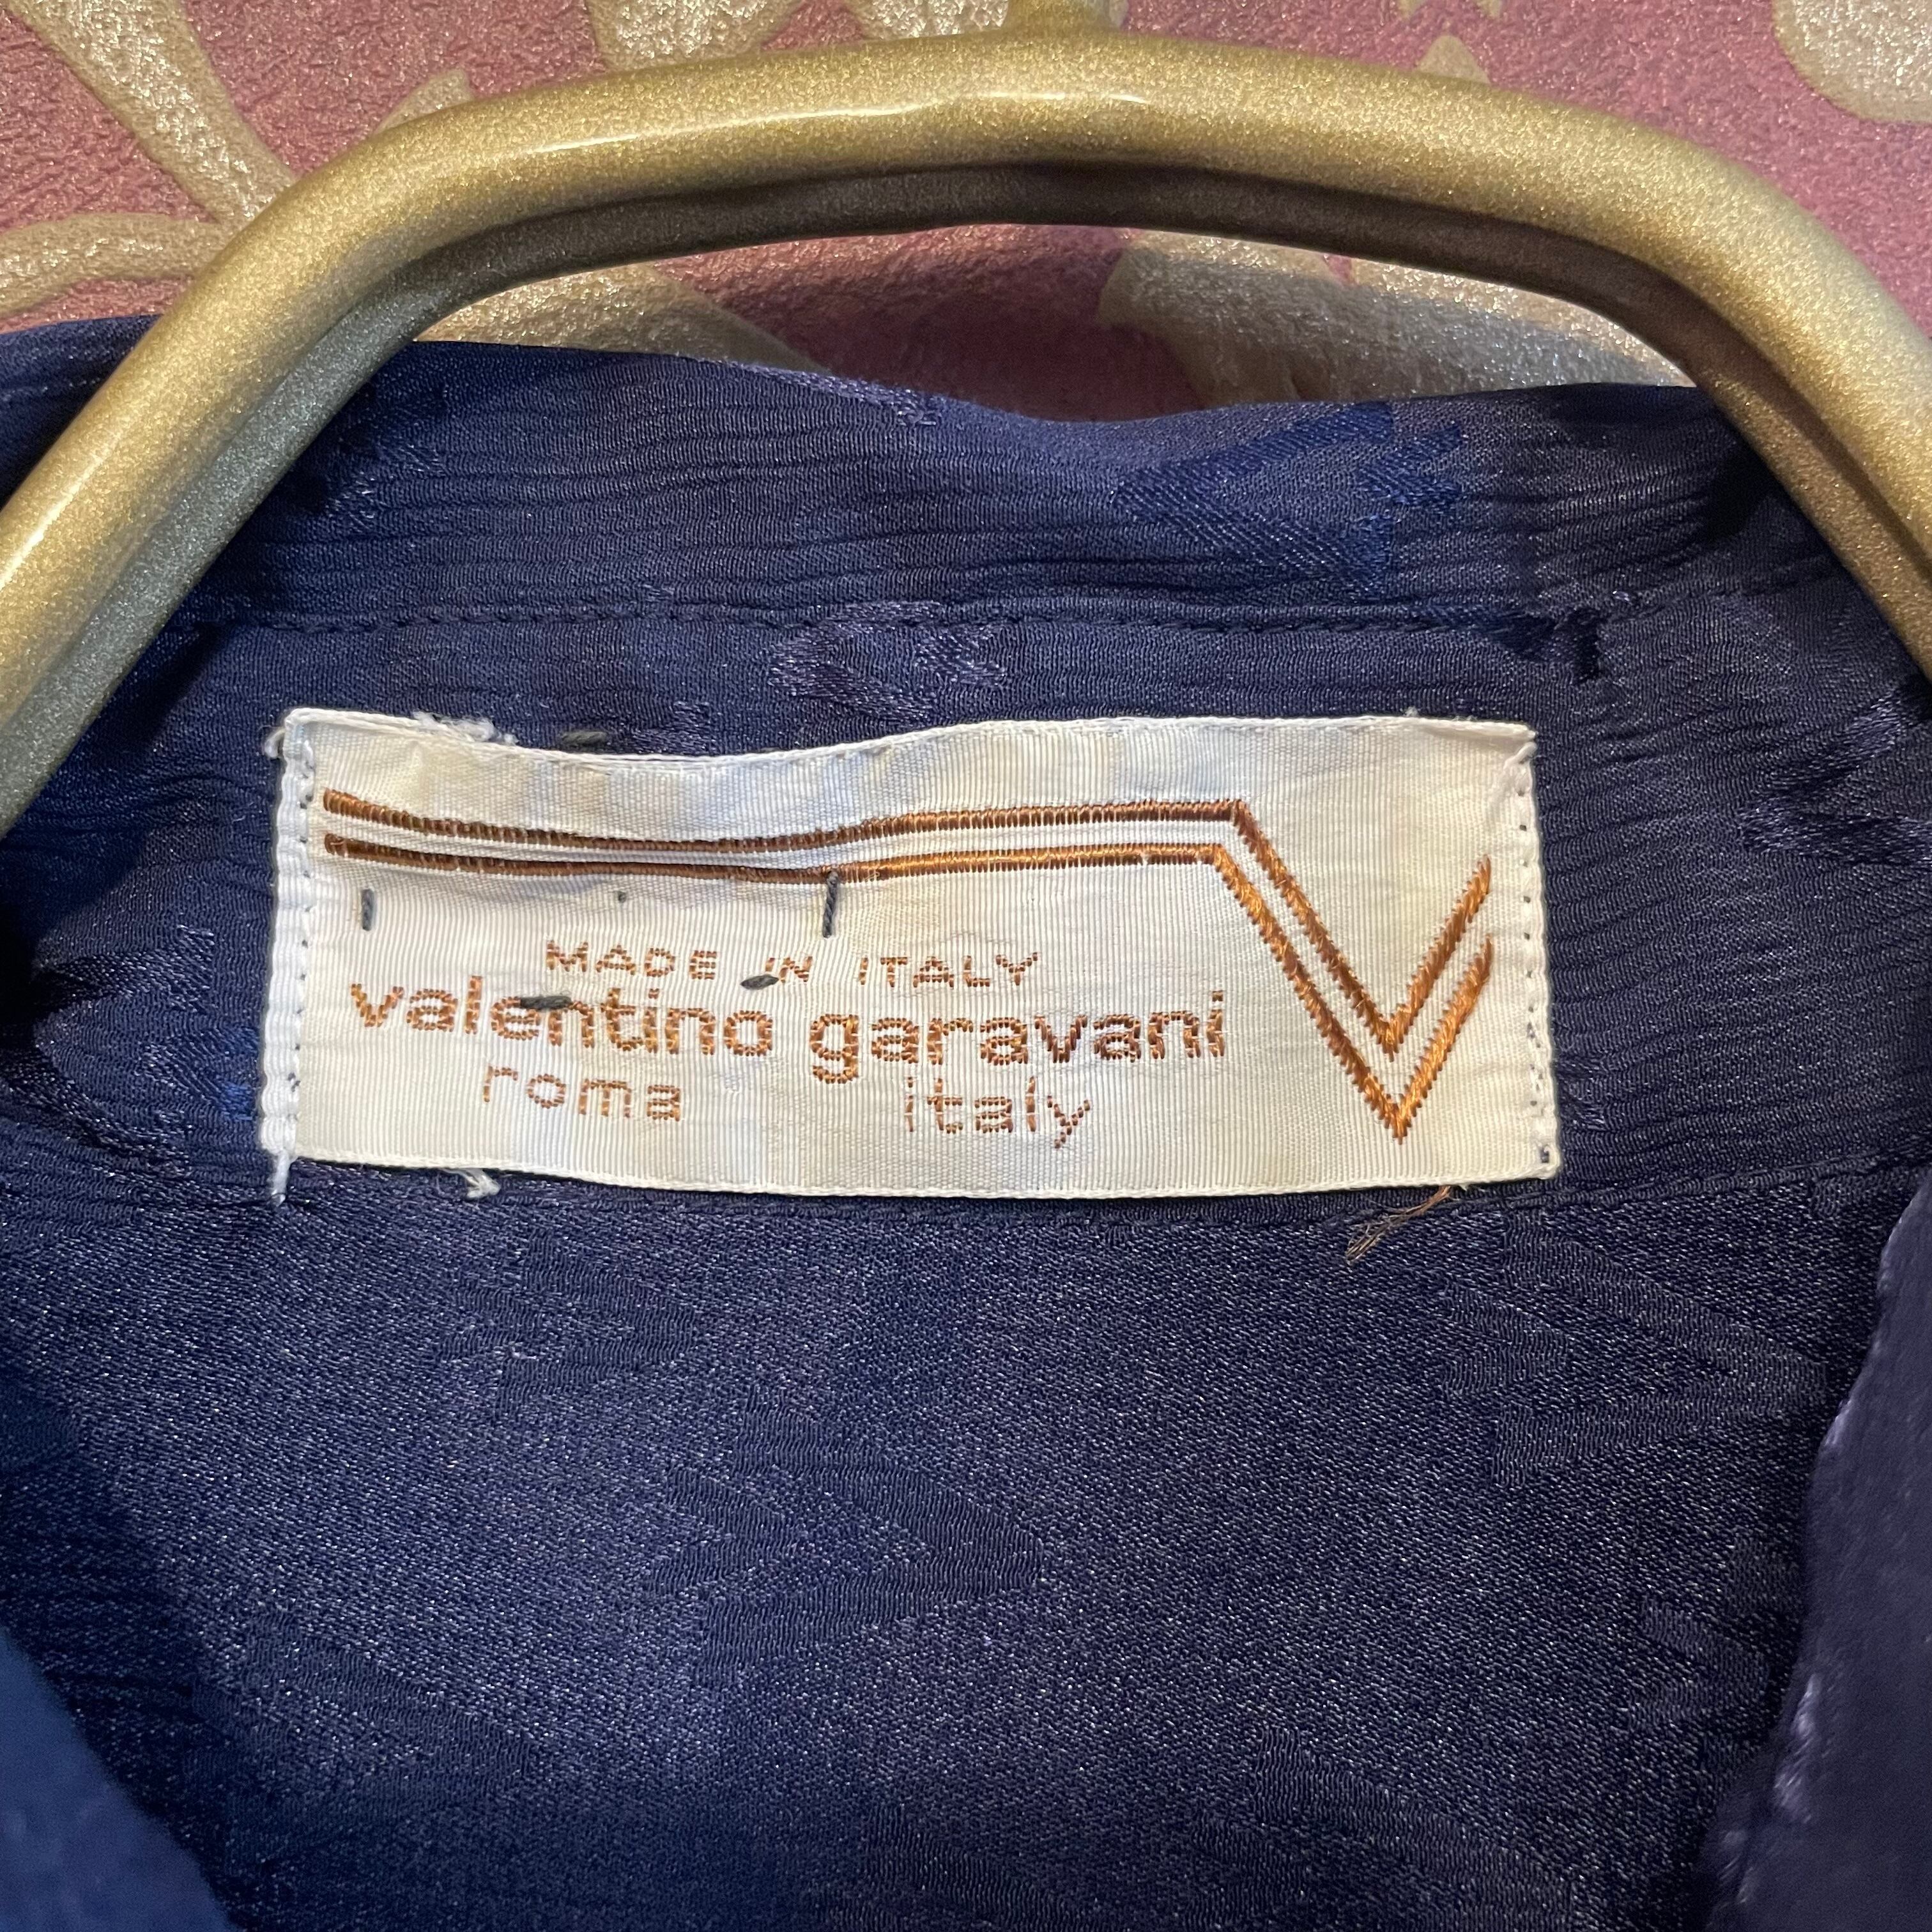 MADE IN ITALY
valentino garavani
roma italy